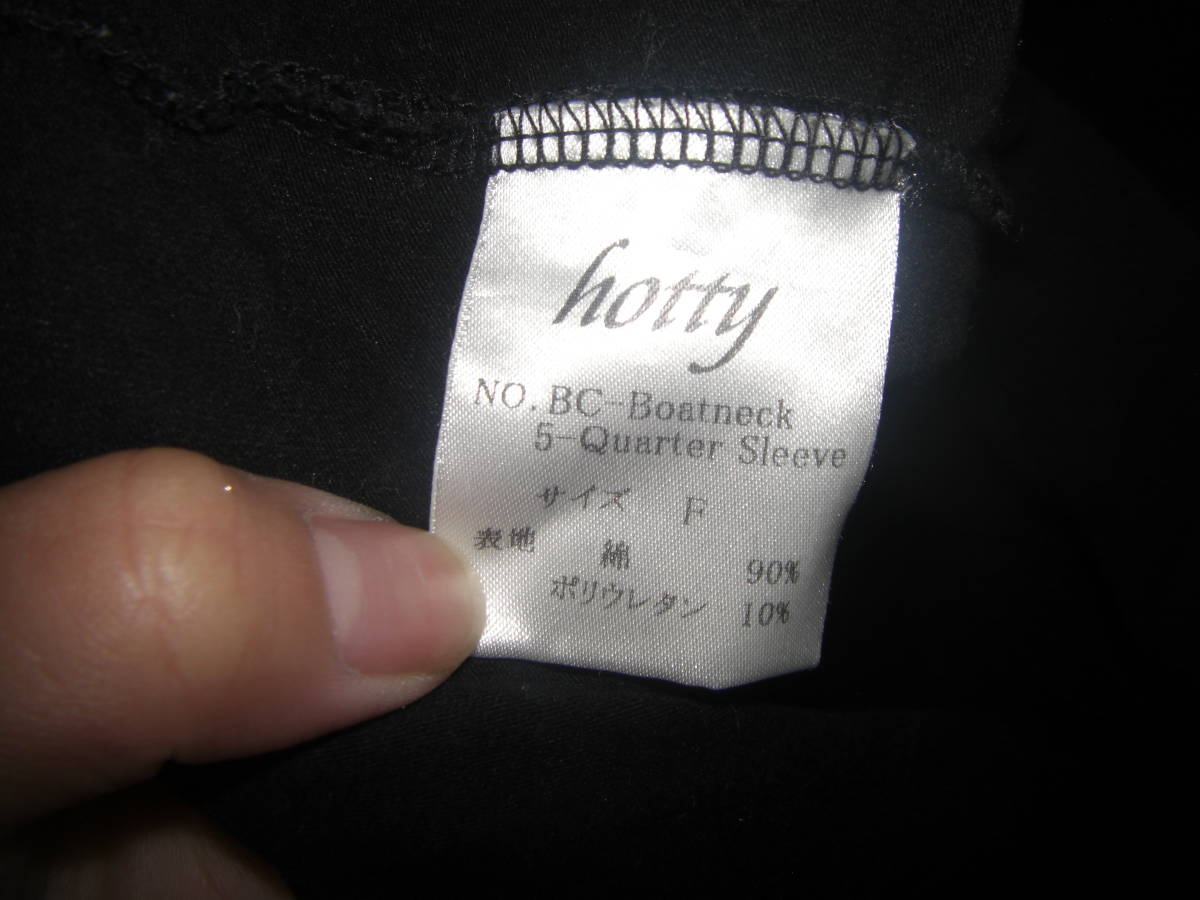 hotty
NO. BC-Boatneck
5-Quarter Sleeve
サイズ F
表地 綿 90%
ポリウレタン 10%